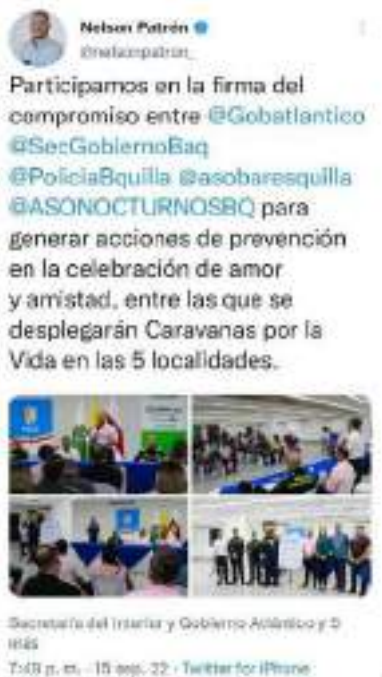 Nelson Patrón
@nelsonpatron_
Participamos en la firma del
compromiso entre @Gobatlantico
@SecGobiernoBaq
@PoliciaBquilla @asobaresquilla
@ASONOCTURNOSBQ para
generar acciones de prevención
en la celebración de amor
y amistad, entre las que se
desplegarán Caravanas por la
Vida en las 5 localidades.
Secretaría del Interior y Gobierno Atlántico y 5
más
p. m. · 15 sep. 22 · Twitter for iPhone